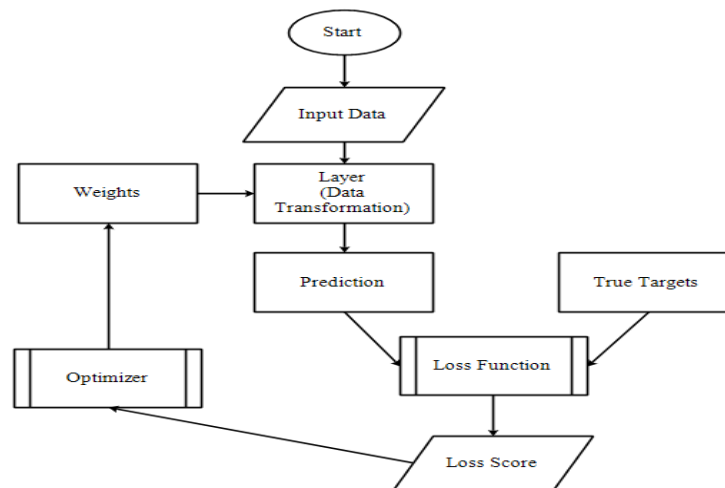 Start
Input Data
Weights
Layer
(Data
Transformation)
Prediction
True Targets
Optimizer
Loss Function
Loss Score